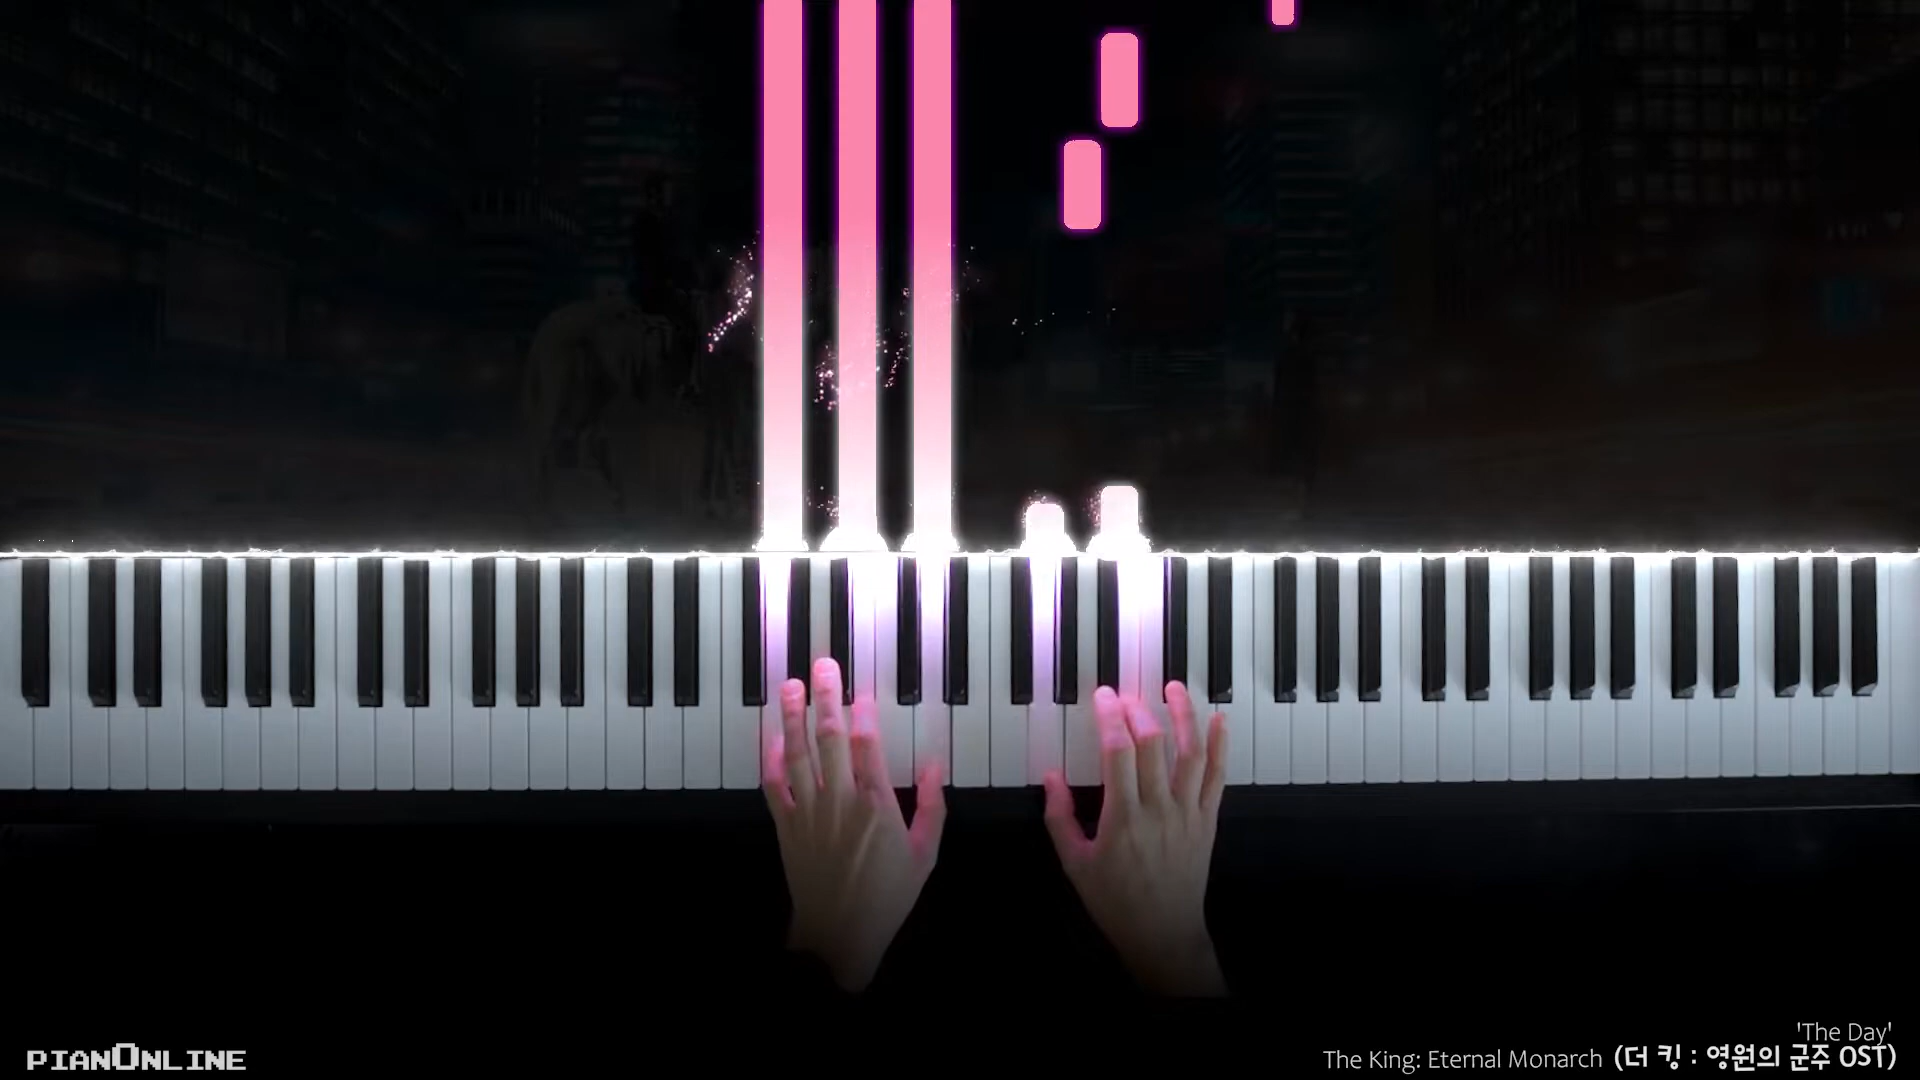 'The Day'
PIANONLINE
The King: Eternal Monarch (더 킹 : 영원의 군주 OST)